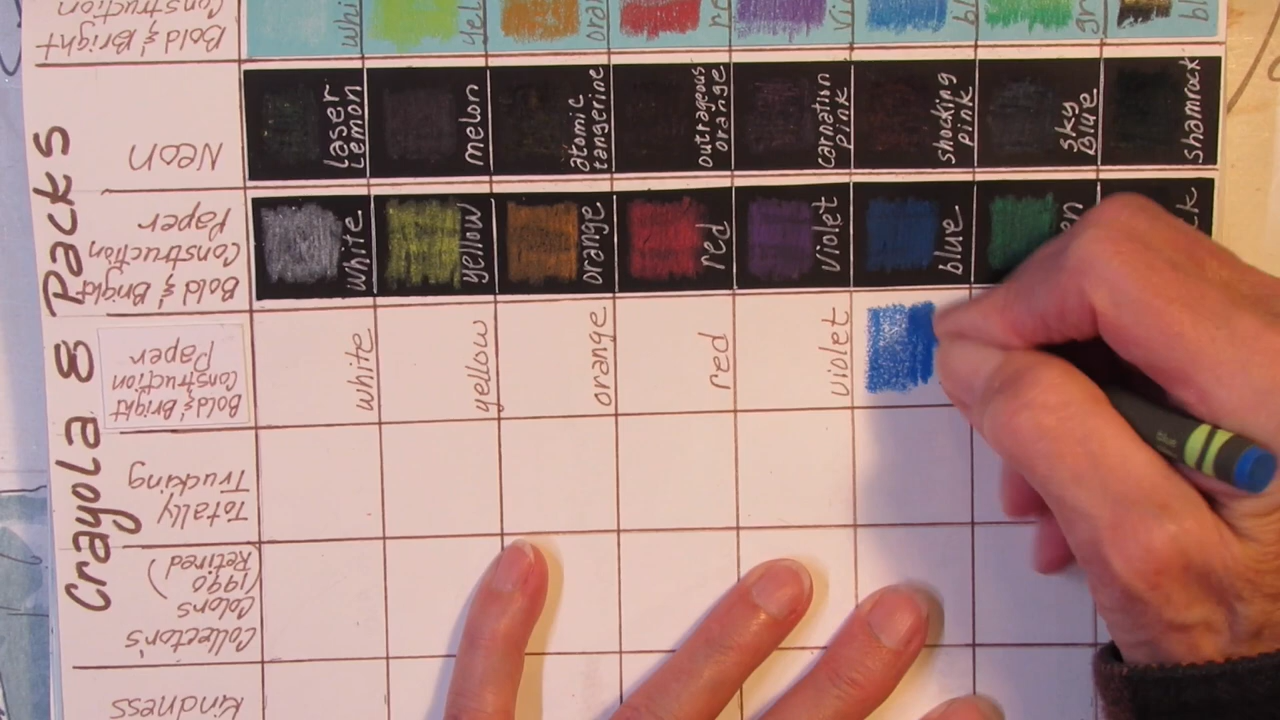 Crayola 8 Packs
Bold & Bright
Construction
Neon
laser
Lemon
melon
atomic
tangerine
outrageous
orange
carnation
pink
shocking
pink
sky
Blue
shamrock
Bold & Bright
Construction
Paper
white
yellow
orange
red
violet
blue
Bold & Bright
Construction
Paper
white
yellow
orange
red
violet
Totally
Trucking
Collector's
Colors
(1990
Retired)
Kindness
blue